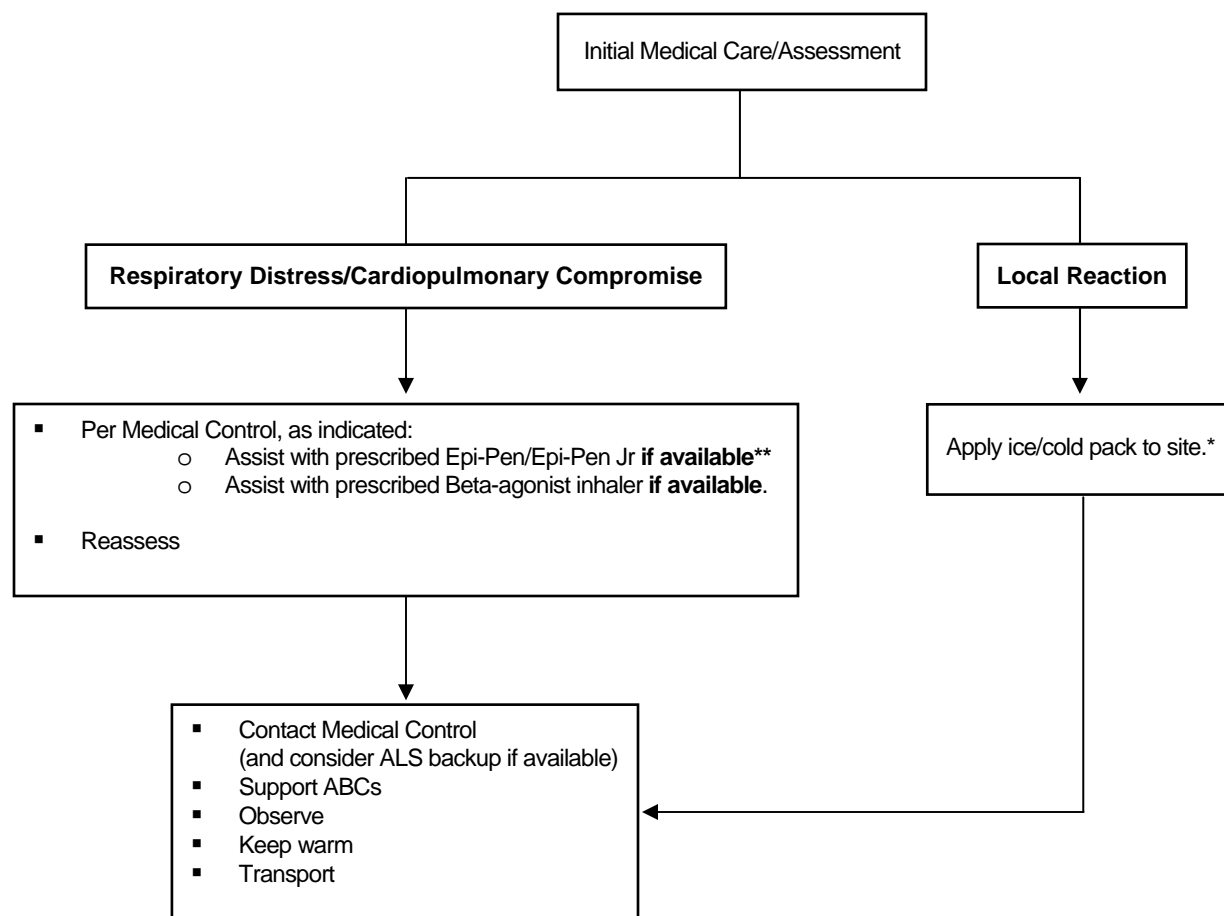 Initial Medical Care/Assessment
Respiratory Distress/Cardiopulmonary Compromise
Local Reaction
▪ Per Medical Control, as indicated:
o Assist with prescribed Epi-Pen/Epi-Pen Jr if available**
o Assist with prescribed Beta-agonist inhaler if available.
▪ Reassess
Apply ice/cold pack to site.*
▪ Contact Medical Control
(and consider ALS backup if available)
▪ Support ABCs
▪ Observe
▪ Keep warm
▪ Transport